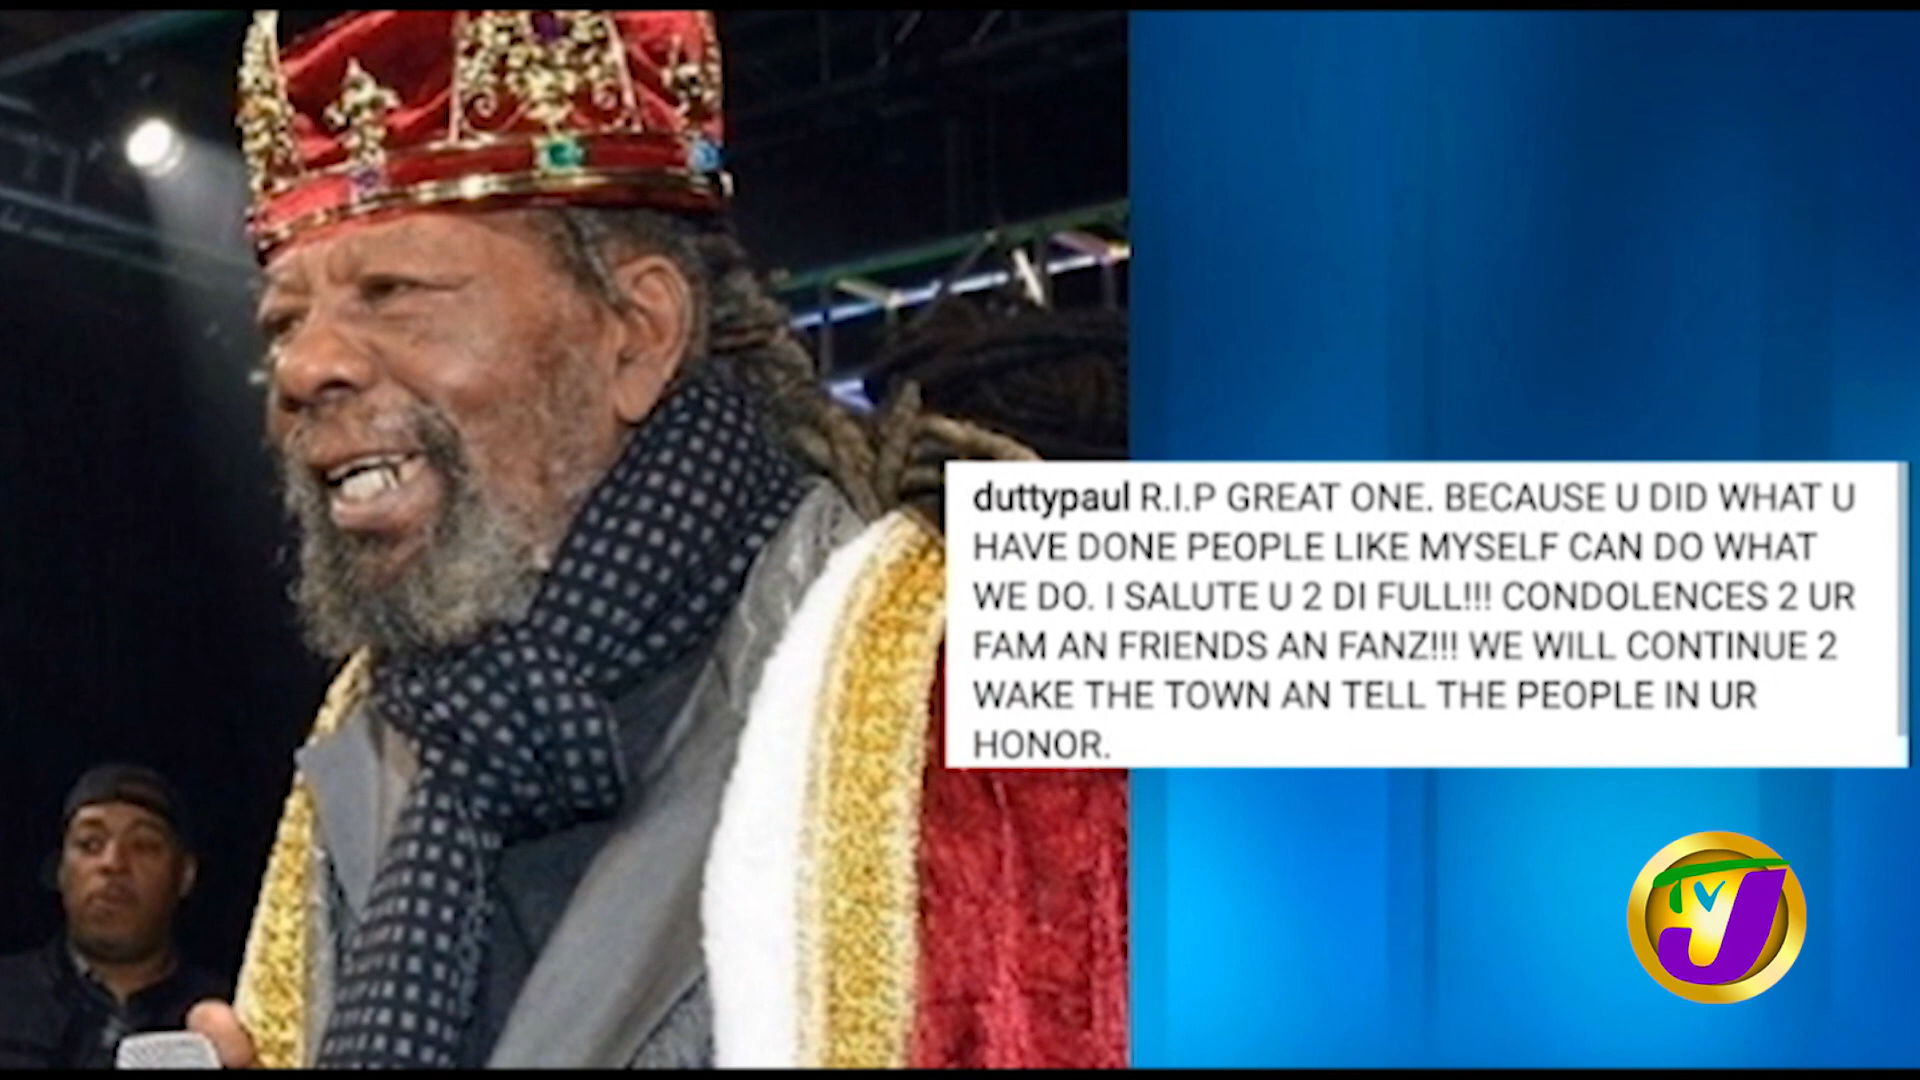 duttypaul R.I.P GREAT ONE. BECAUSE U DID WHAT U
HAVE DONE PEOPLE LIKE MYSELF CAN DO WHAT
WE DO. I SALUTE U 2 DI FULL!!! CONDOLENCES 2 UR
FAM AN FRIENDS AN FANZ!!! WE WILL CONTINUE 2
WAKE THE TOWN AN TELL THE PEOPLE IN UR
HONOR.
TVJ